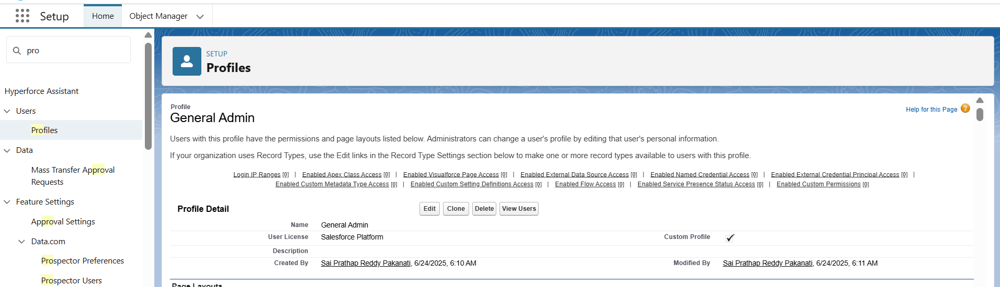 Setup
Home
Object Manager
pro
Hyperforce Assistant
Users
Profiles
Data
Mass Transfer Approval
Requests
Feature Settings
Approval Settings
Data.com
Prospector Preferences
Prospector Users
SETUP
Profiles
Profile
General Admin
Help for this Page ?
Users with this profile have the permissions and page layouts listed below. Administrators can change a user's profile by editing that user's personal information.
If your organization uses Record Types, use the Edit links in the Record Type Settings section below to make one or more record types available to users with this profile.
Login IP Ranges [0] | Enabled Apex Class Access [0] | Enabled Visualforce Page Access [0] | Enabled External Data Source Access [0] | Enabled Named Credential Access [0] | Enabled External Credential Principal Access [0] |
Enabled Custom Metadata Type Access [0] | Enabled Custom Setting Definitions Access [0] | Enabled Flow Access [0] | Enabled Service Presence Status Access [0] | Enabled Custom Permissions [0]
Profile Detail
Edit Clone Delete View Users
Name General Admin
User License Salesforce Platform Custom Profile
Description
Created By Sai Prathap Reddy Pakanati, 6/24/2025, 6:10 AM Modified By Sai Prathap Reddy Pakanati, 6/24/2025, 6:11 AM
Page Layouts